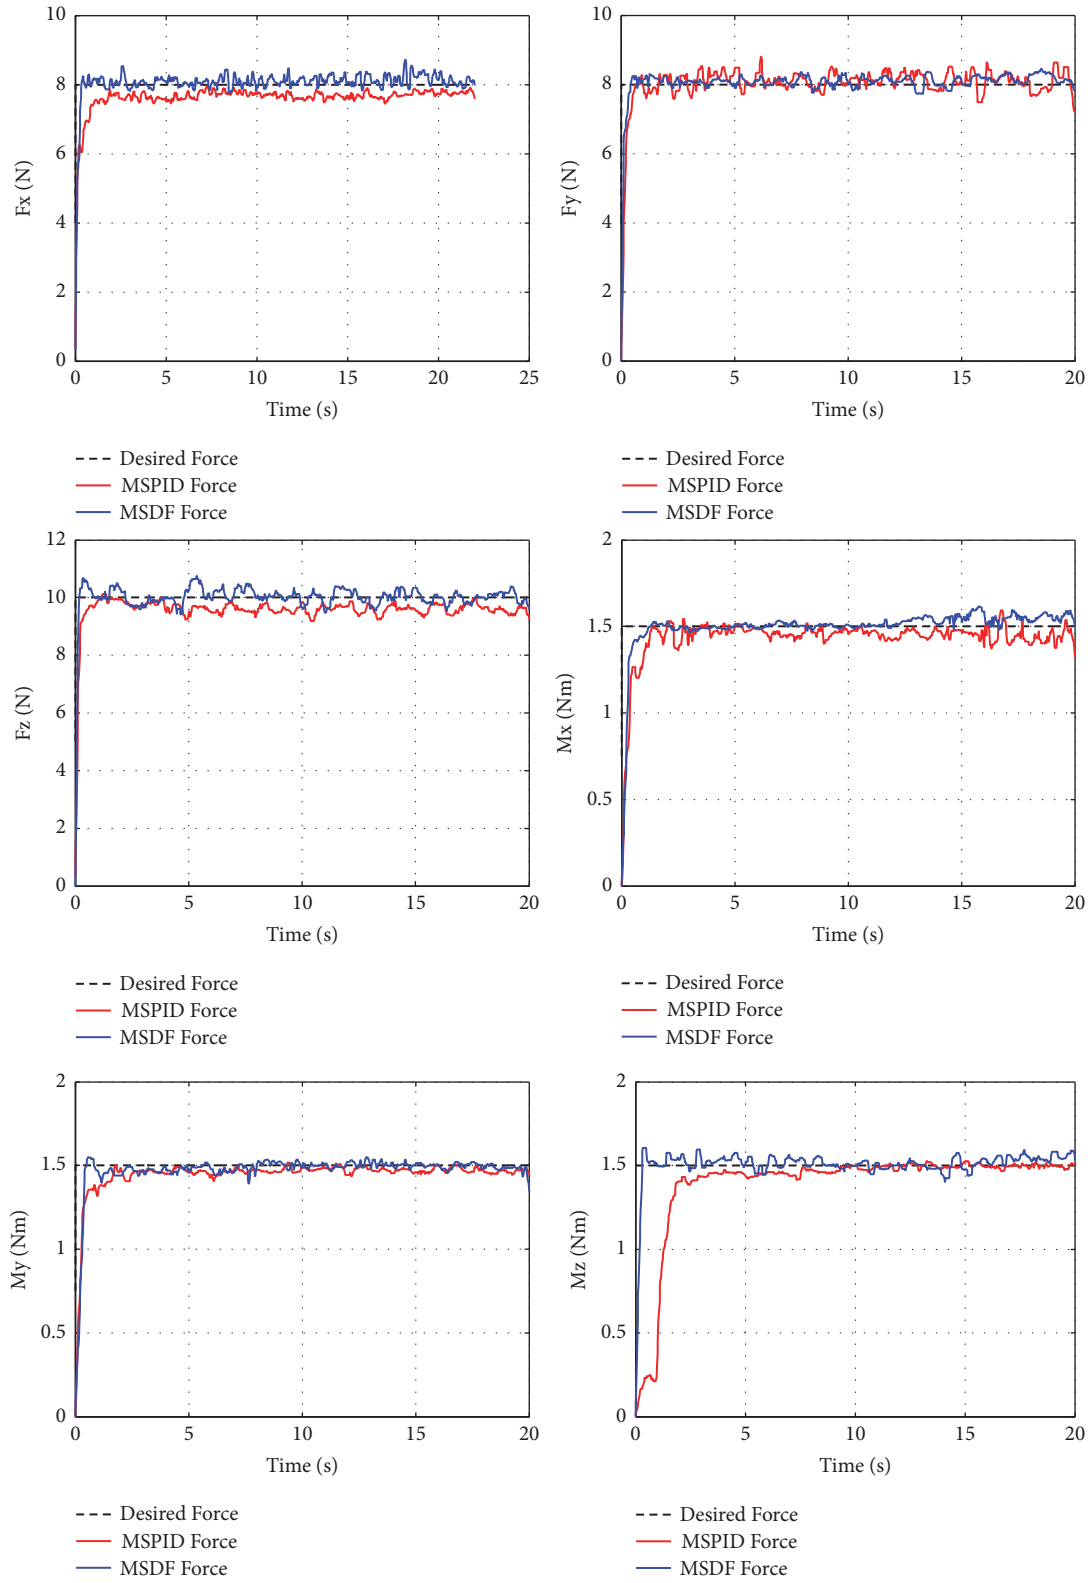 10
8
6
4
2
0
Fx (N)
0 5 10 15 20 25
Time (s)
Desired Force
MSPID Force
MSDF Force
10
8
6
4
2
0
Fy (N)
0 5 10 15 20
Time (s)
Desired Force
MSPID Force
MSDF Force
12
10
8
6
4
2
0
Fz (N)
0 5 10 15 20
Time (s)
Desired Force
MSPID Force
MSDF Force
2
1.5
1
0.5
0
Mx (Nm)
0 5 10 15 20
Time (s)
Desired Force
MSPID Force
MSDF Force
2
1.5
1
0.5
0
My (Nm)
0 5 10 15 20
Time (s)
Desired Force
MSPID Force
MSDF Force
2
1.5
1
0.5
0
Mz (Nm)
0 5 10 15 20
Time (s)
Desired Force
MSPID Force
MSDF Force